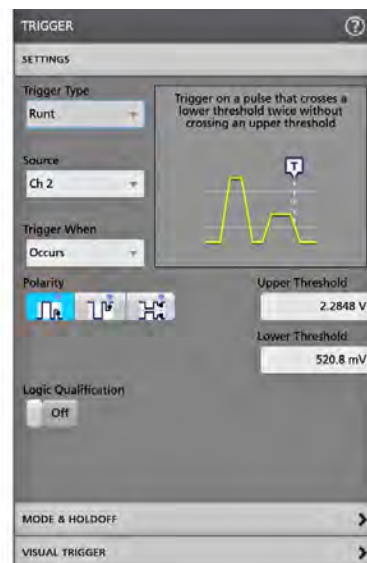 TRIGGER ?
SETTINGS
Trigger Type
Runt
Trigger on a pulse that crosses a
lower threshold twice without
crossing an upper threshold
T
Source
Ch 2
Trigger When
Occurs
Polarity
Upper Threshold
2.2848 V
Lower Threshold
520.8 mV
Logic Qualification
Off
MODE & HOLDOFF
VISUAL TRIGGER